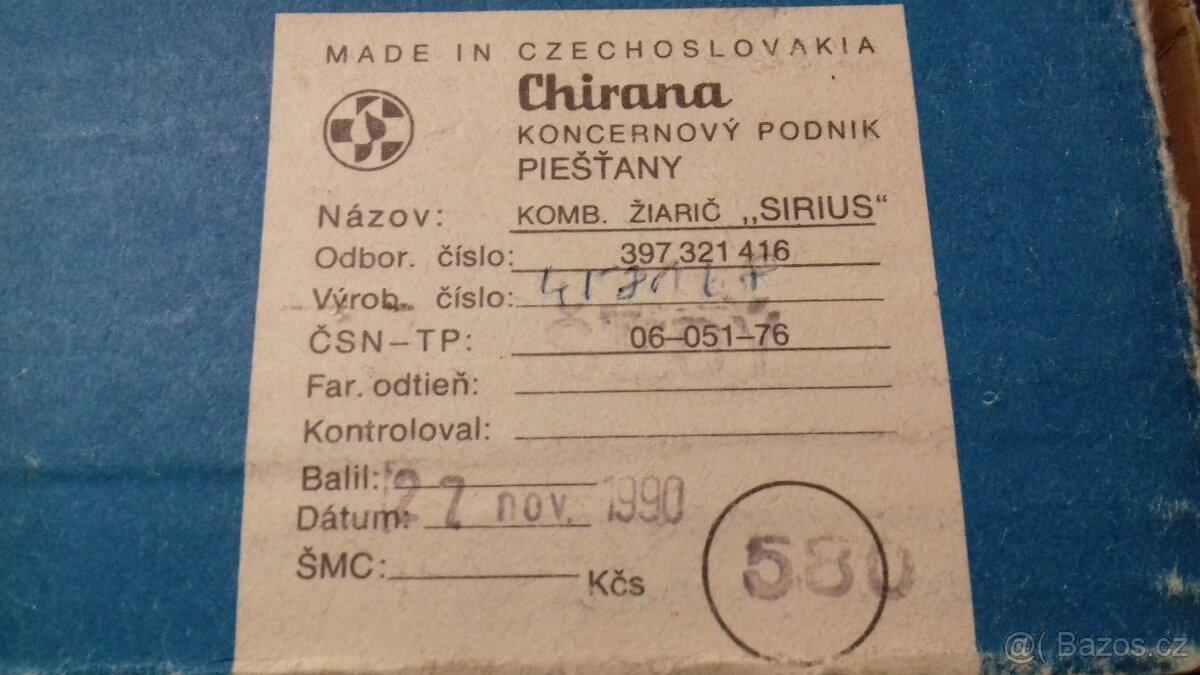 MADE IN CZECHOSLOVAKIA
Chirana
KONCERNOVÝ PODNIK
PIEŠŤANY
Názov: KOMB. ŽIARIČ „SIRIUS“
Odbor. číslo: 397 321 416
Výrob. číslo:
ČSN–TP: 06–051–76
Far. odtieň:
Kontroloval:
Balil:
Dátum: 27 nov. 1990
ŠMC: Kčs
580
@( Bazos.cz